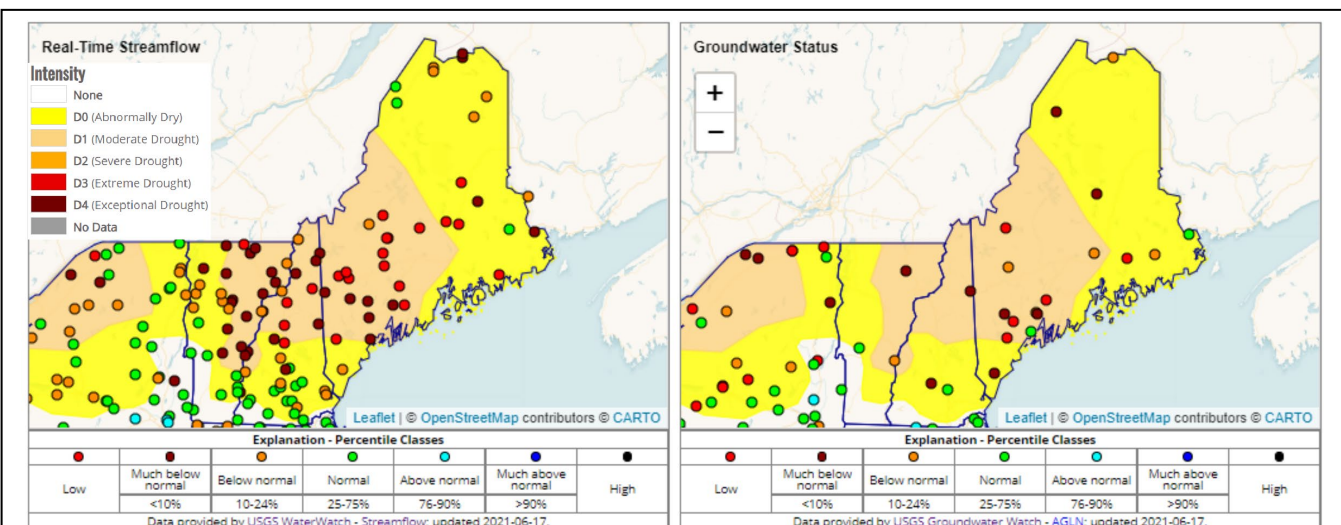 Real-Time Streamflow
Intensity
None
D0 (Abnormally Dry)
D1 (Moderate Drought)
D2 (Severe Drought)
D3 (Extreme Drought)
D4 (Exceptional Drought)
No Data
Leaflet | © OpenStreetMap contributors © CARTO
Explanation - Percentile Classes
Low
Much below normal
Below normal
Normal
Above normal
Much above normal
High
<10%
10-24%
25-75%
76-90%
>90%
Data provided by USGS WaterWatch - Streamflow; updated 2021-06-17.
Groundwater Status
+
−
Leaflet | © OpenStreetMap contributors © CARTO
Explanation - Percentile Classes
Low
Much below normal
Below normal
Normal
Above normal
Much above normal
High
<10%
10-24%
25-75%
76-90%
>90%
Data provided by USGS Groundwater Watch - AGLN; updated 2021-06-17.